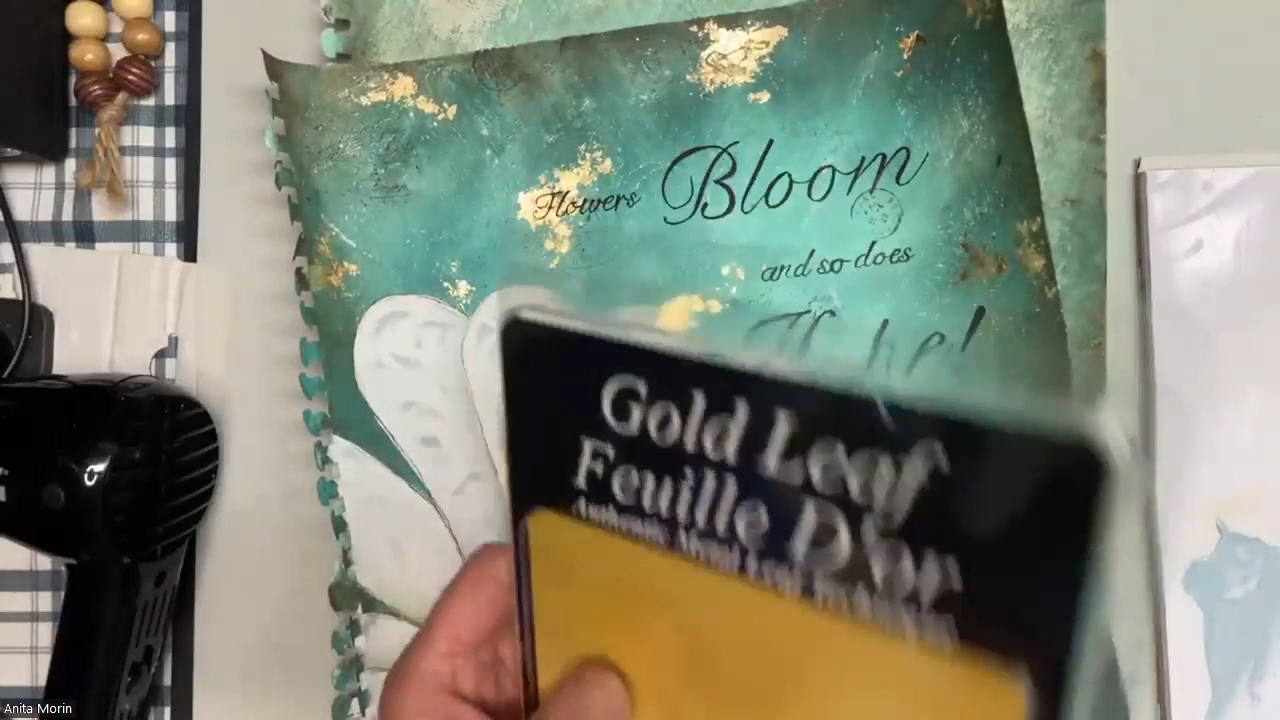 Flowers Bloom
and so does
Gold Leaf
Feuille D'or
Anita Morin